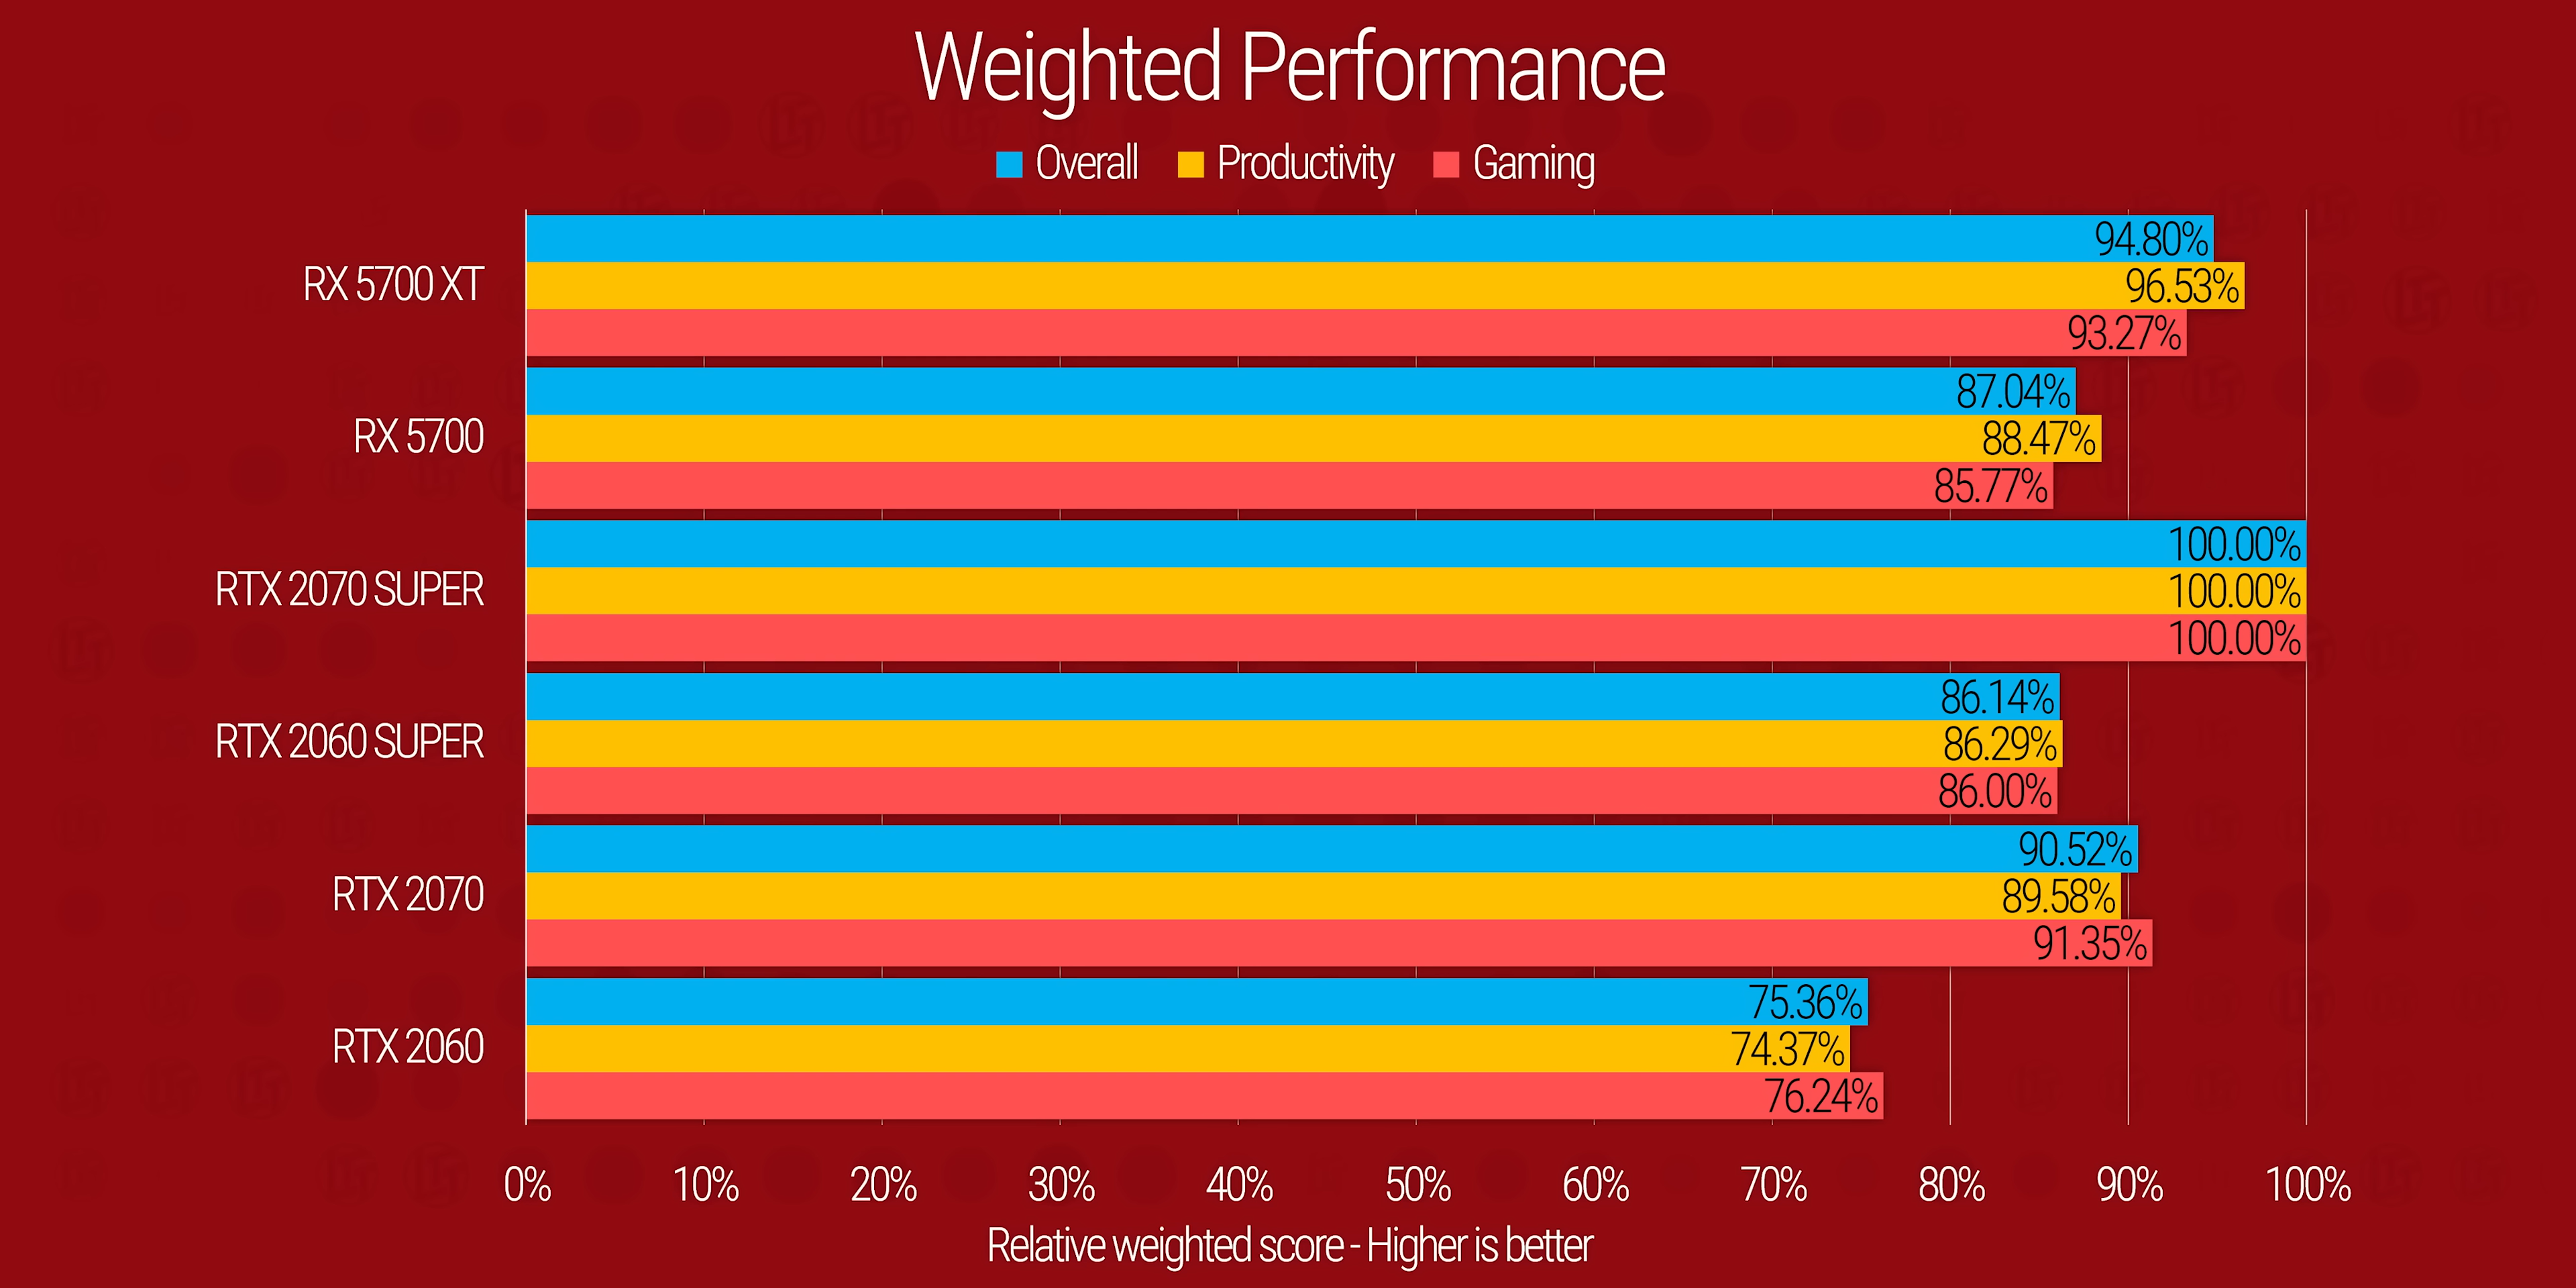 Weighted Performance
Overall Productivity Gaming
RX 5700 XT
94.80%
96.53%
93.27%
RX 5700
87.04%
88.47%
85.77%
RTX 2070 SUPER
100.00%
100.00%
100.00%
RTX 2060 SUPER
86.14%
86.29%
86.00%
RTX 2070
90.52%
89.58%
91.35%
RTX 2060
75.36%
74.37%
76.24%
0% 10% 20% 30% 40% 50% 60% 70% 80% 90% 100%
Relative weighted score - Higher is better